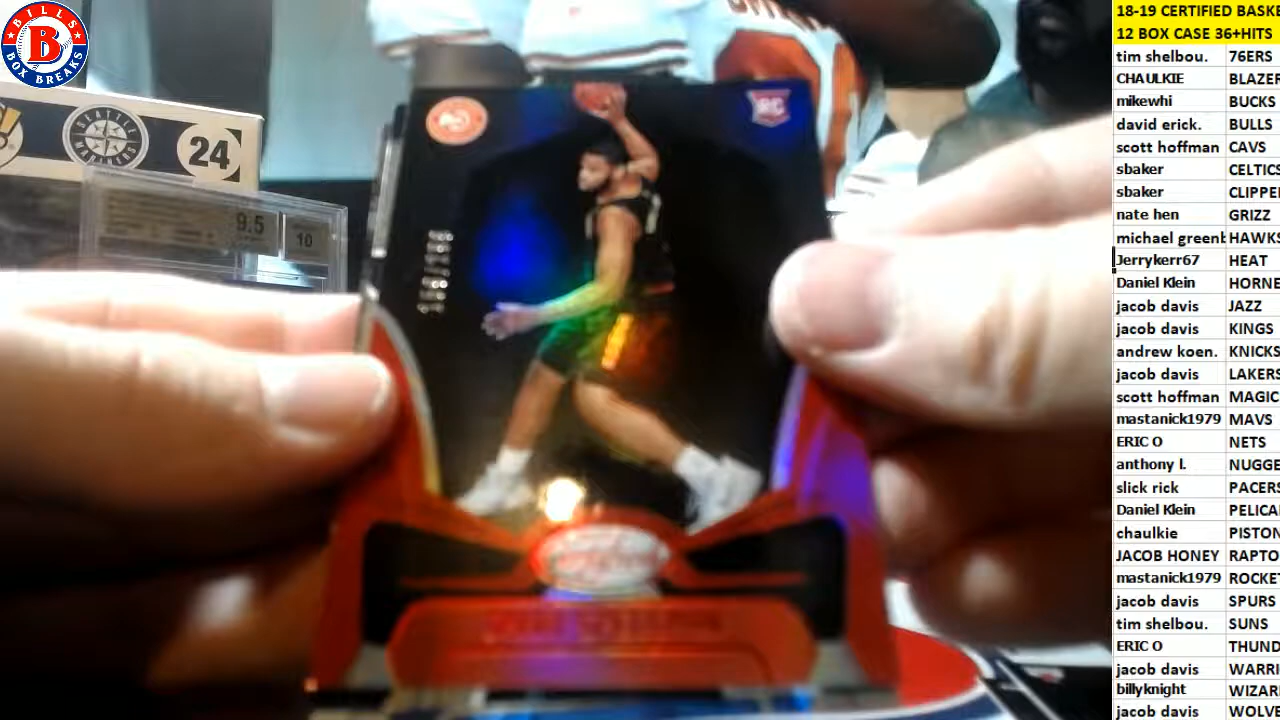 BILLS
B
BOX BREAKS
SEATTLE
MARINERS
24
9.5
10
RC
18-19 CERTIFIED BASKE
12 BOX CASE 36+HITS
tim shelbou. 76ERS
CHAULKIE BLAZER
mikewhi BUCKS
david erick. BULLS
scott hoffman CAVS
sbaker CELTICS
sbaker CLIPPE
nate hen GRIZZ
michael greenb HAWKS
Jerrykerr67 HEAT
Daniel Klein HORNE
jacob davis JAZZ
jacob davis KINGS
andrew koen. KNICKS
jacob davis LAKERS
scott hoffman MAGIC
mastanick1979 MAVS
ERIC O NETS
anthony l. NUGGE
slick rick PACERS
Daniel Klein PELICA
chaulkie PISTON
JACOB HONEY RAPTO
mastanick1979 ROCKE
jacob davis SPURS
tim shelbou. SUNS
ERIC O THUND
jacob davis WARRI
billyknight WIZAR
jacob davis WOLVE